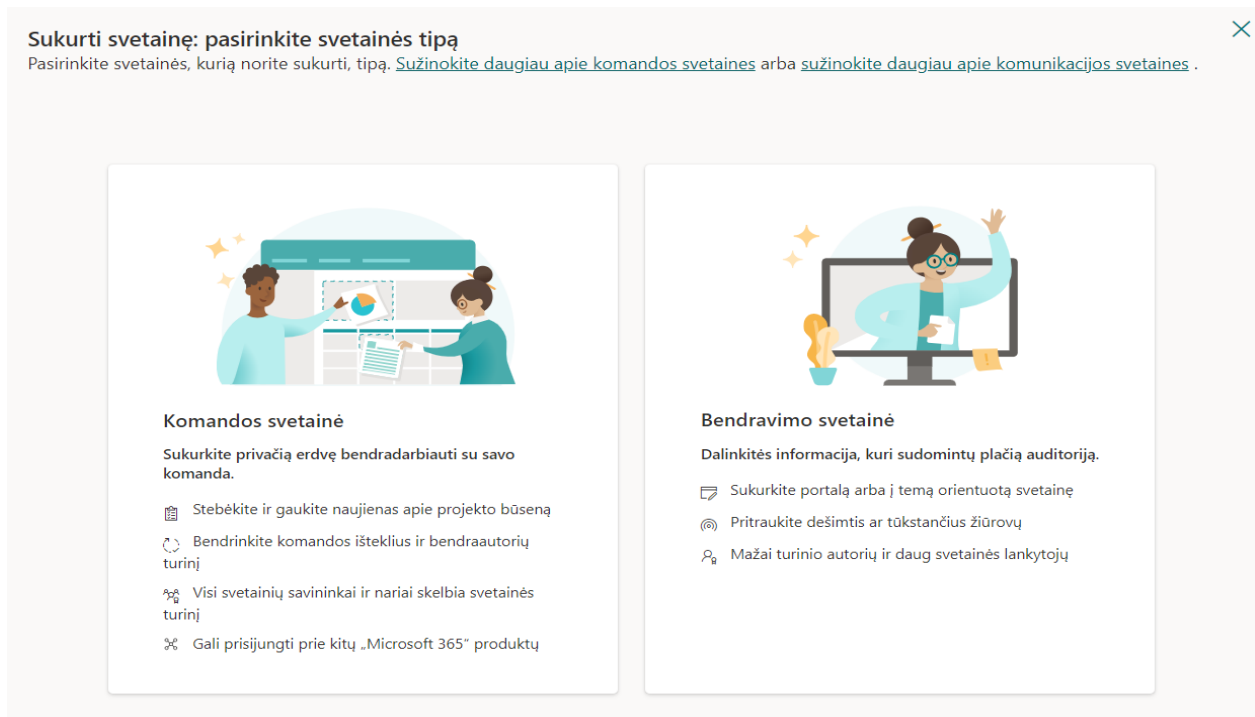 Sukurti svetainę: pasirinkite svetainės tipą
Pasirinkite svetainės, kurią norite sukurti, tipą. Sužinokite daugiau apie komandos svetaines arba sužinokite daugiau apie komunikacijos svetaines .
Komandos svetainė
Sukurkite privačią erdvę bendradarbiauti su savo
komanda.
Stebėkite ir gaukite naujienas apie projekto būseną
Bendrinkite komandos išteklius ir bendraautorių
turinį
Visi svetainių savininkai ir nariai skelbia svetainės
turinį
Gali prisijungti prie kitų „Microsoft 365“ produktų
Bendravimo svetainė
Dalinkitės informacija, kuri sudomintų plačią auditoriją.
Sukurkite portalą arba į temą orientuotą svetainę
Pritraukite dešimtis ar tūkstančius žiūrovų
Mažai turinio autorių ir daug svetainės lankytojų